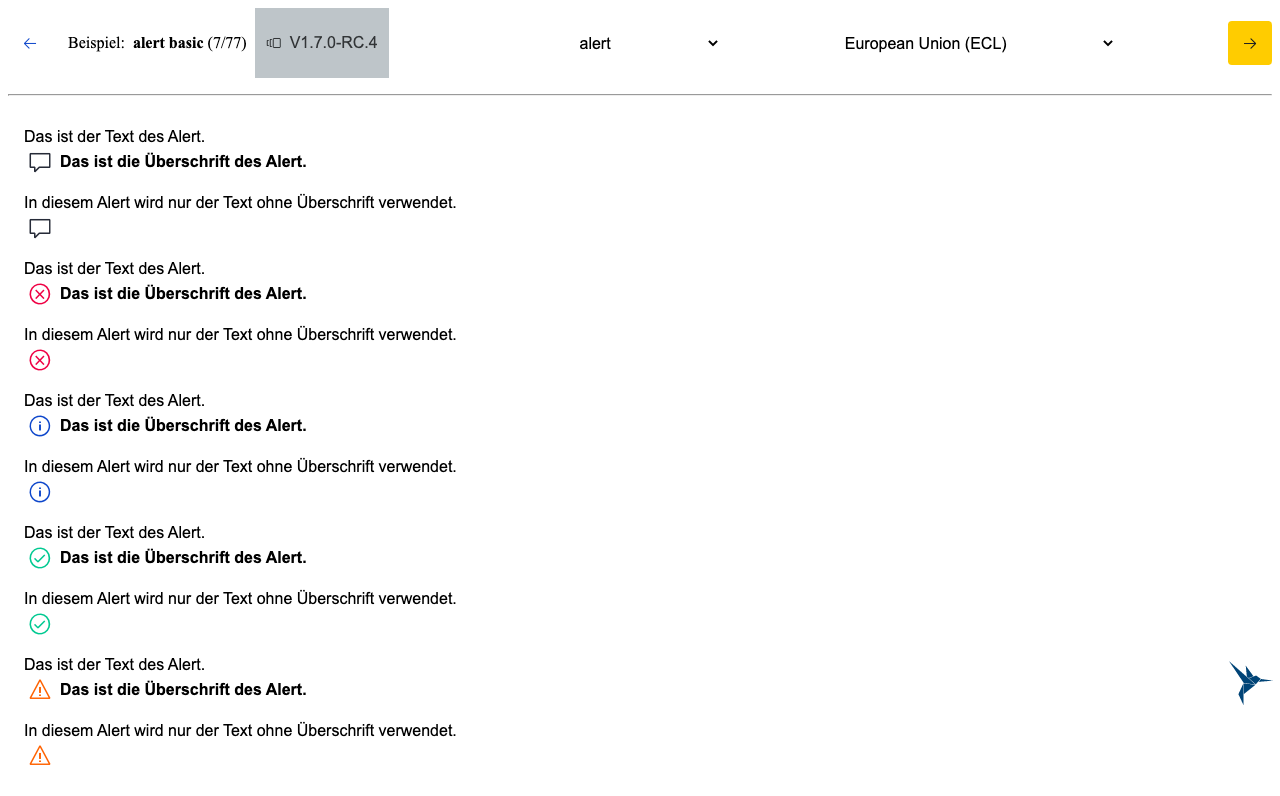 Beispiel: alert basic (7/77) V1.7.0-RC.4 alert European Union (ECL)
Das ist der Text des Alert.
Das ist die Überschrift des Alert.
In diesem Alert wird nur der Text ohne Überschrift verwendet.
Das ist der Text des Alert.
Das ist die Überschrift des Alert.
In diesem Alert wird nur der Text ohne Überschrift verwendet.
Das ist der Text des Alert.
Das ist die Überschrift des Alert.
In diesem Alert wird nur der Text ohne Überschrift verwendet.
Das ist der Text des Alert.
Das ist die Überschrift des Alert.
In diesem Alert wird nur der Text ohne Überschrift verwendet.
Das ist der Text des Alert.
Das ist die Überschrift des Alert.
In diesem Alert wird nur der Text ohne Überschrift verwendet.